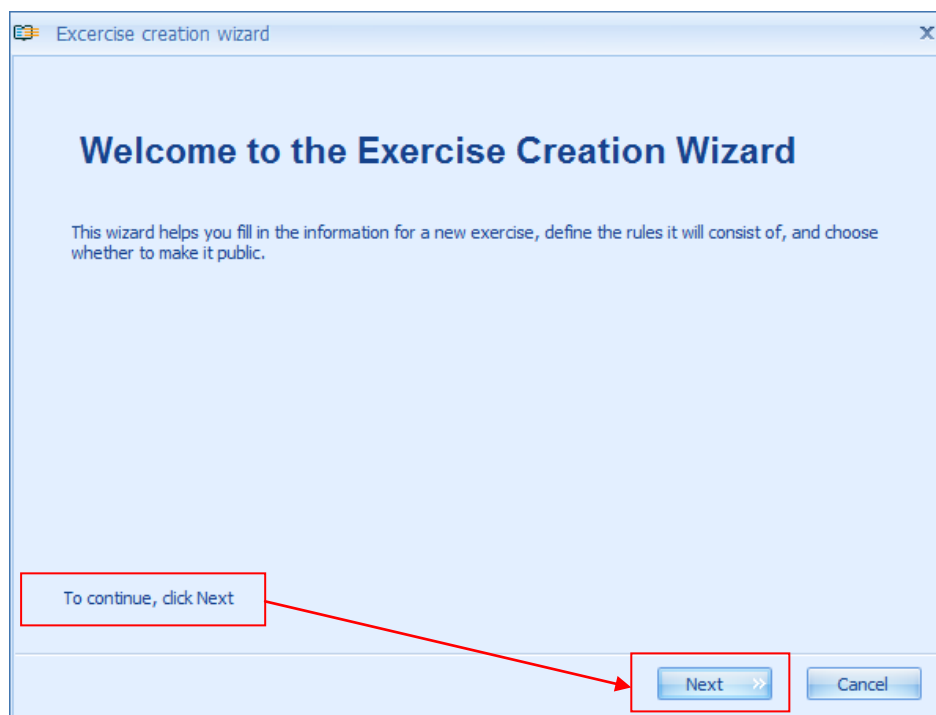 Excercise creation wizard
Welcome to the Exercise Creation Wizard
This wizard helps you fill in the information for a new exercise, define the rules it will consist of, and choose
whether to make it public.
To continue, click Next
Next
Cancel